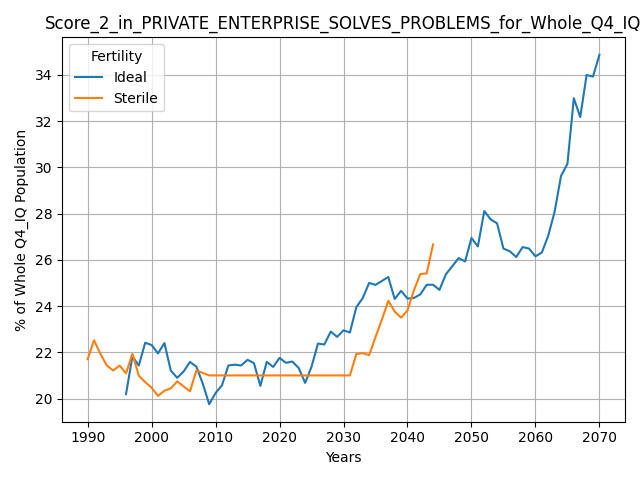 Score_2_in_PRIVATE_ENTERPRISE_SOLVES_PROBLEMS_for_Whole_Q4_IQ
Fertility
Ideal
Sterile
% of Whole Q4_IQ Population
34
32
30
28
26
24
22
20
1990 2000 2010 2020 2030 2040 2050 2060 2070
Years